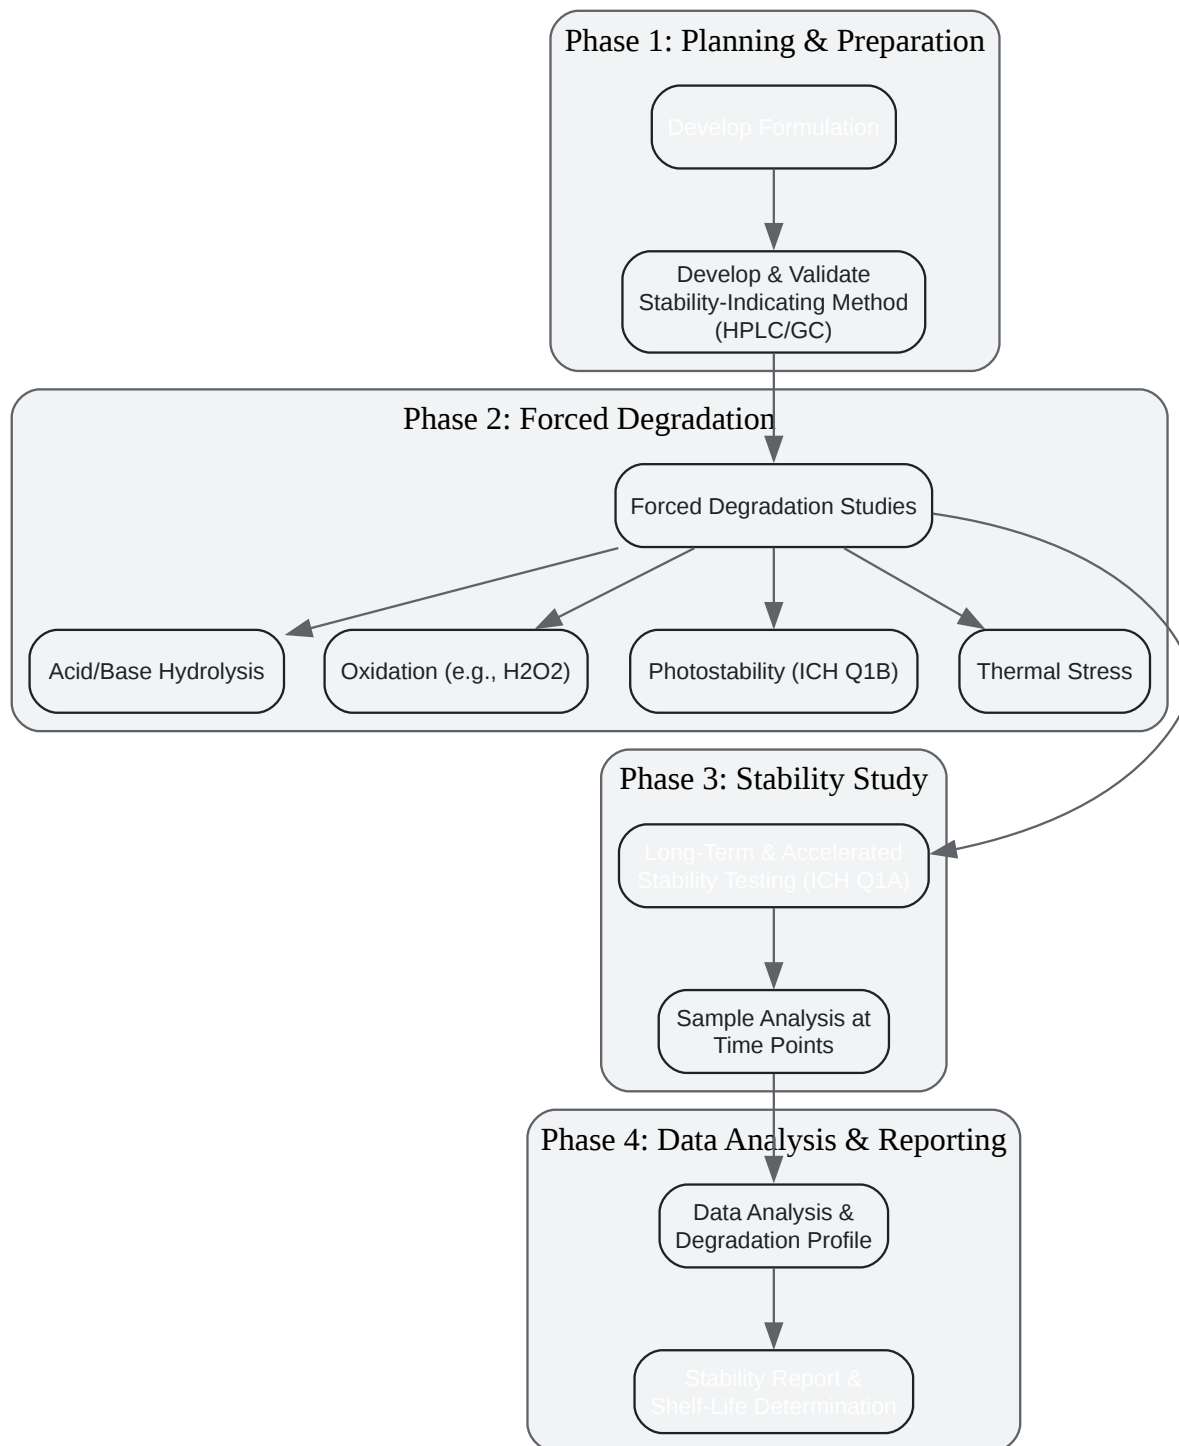 Phase 1: Planning & Preparation
Develop Formulation
Develop & Validate
Stability-Indicating Method
(HPLC/GC)
Phase 2: Forced Degradation
Forced Degradation Studies
Acid/Base Hydrolysis
Oxidation (e.g., H2O2)
Photostability (ICH Q1B)
Thermal Stress
Phase 3: Stability Study
Long-Term & Accelerated
Stability Testing (ICH Q1A)
Sample Analysis at
Time Points
Phase 4: Data Analysis & Reporting
Data Analysis &
Degradation Profile
Stability Report &
Shelf-Life Determination